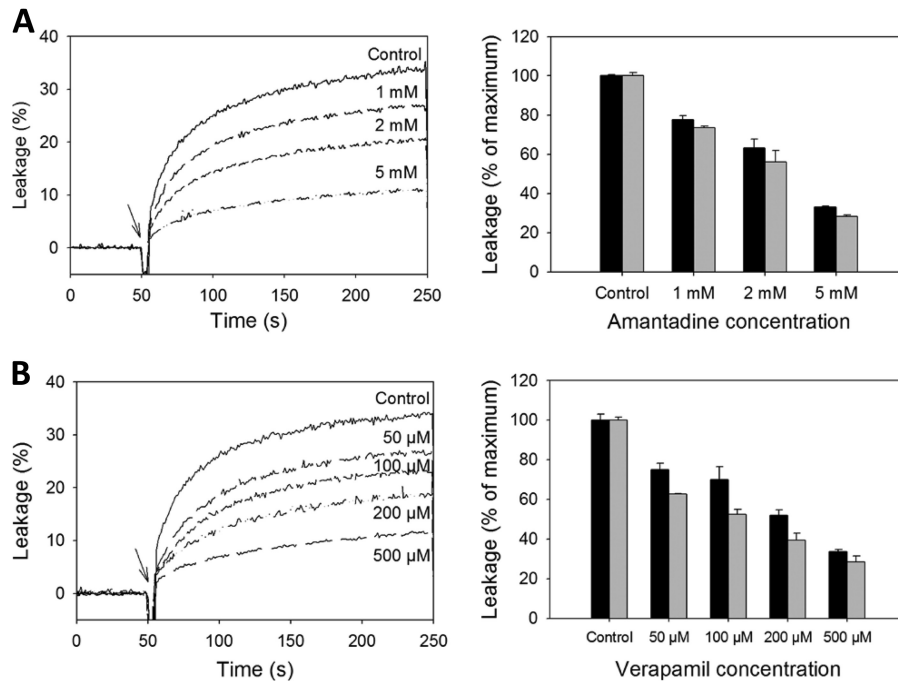 A
40
30
20
10
0
Leakage (%)
Control
1 mM
2 mM
5 mM
0 50 100 150 200 250
Time (s)
120
100
80
60
40
20
0
Leakage (% of maximum)
Control 1 mM 2 mM 5 mM
Amantadine concentration
B
40
30
20
10
0
Leakage (%)
Control
50 µM
100 µM
200 µM
500 µM
0 50 100 150 200 250
Time (s)
120
100
80
60
40
20
0
Leakage (% of maximum)
Control 50 µM 100 µM 200 µM 500 µM
Verapamil concentration